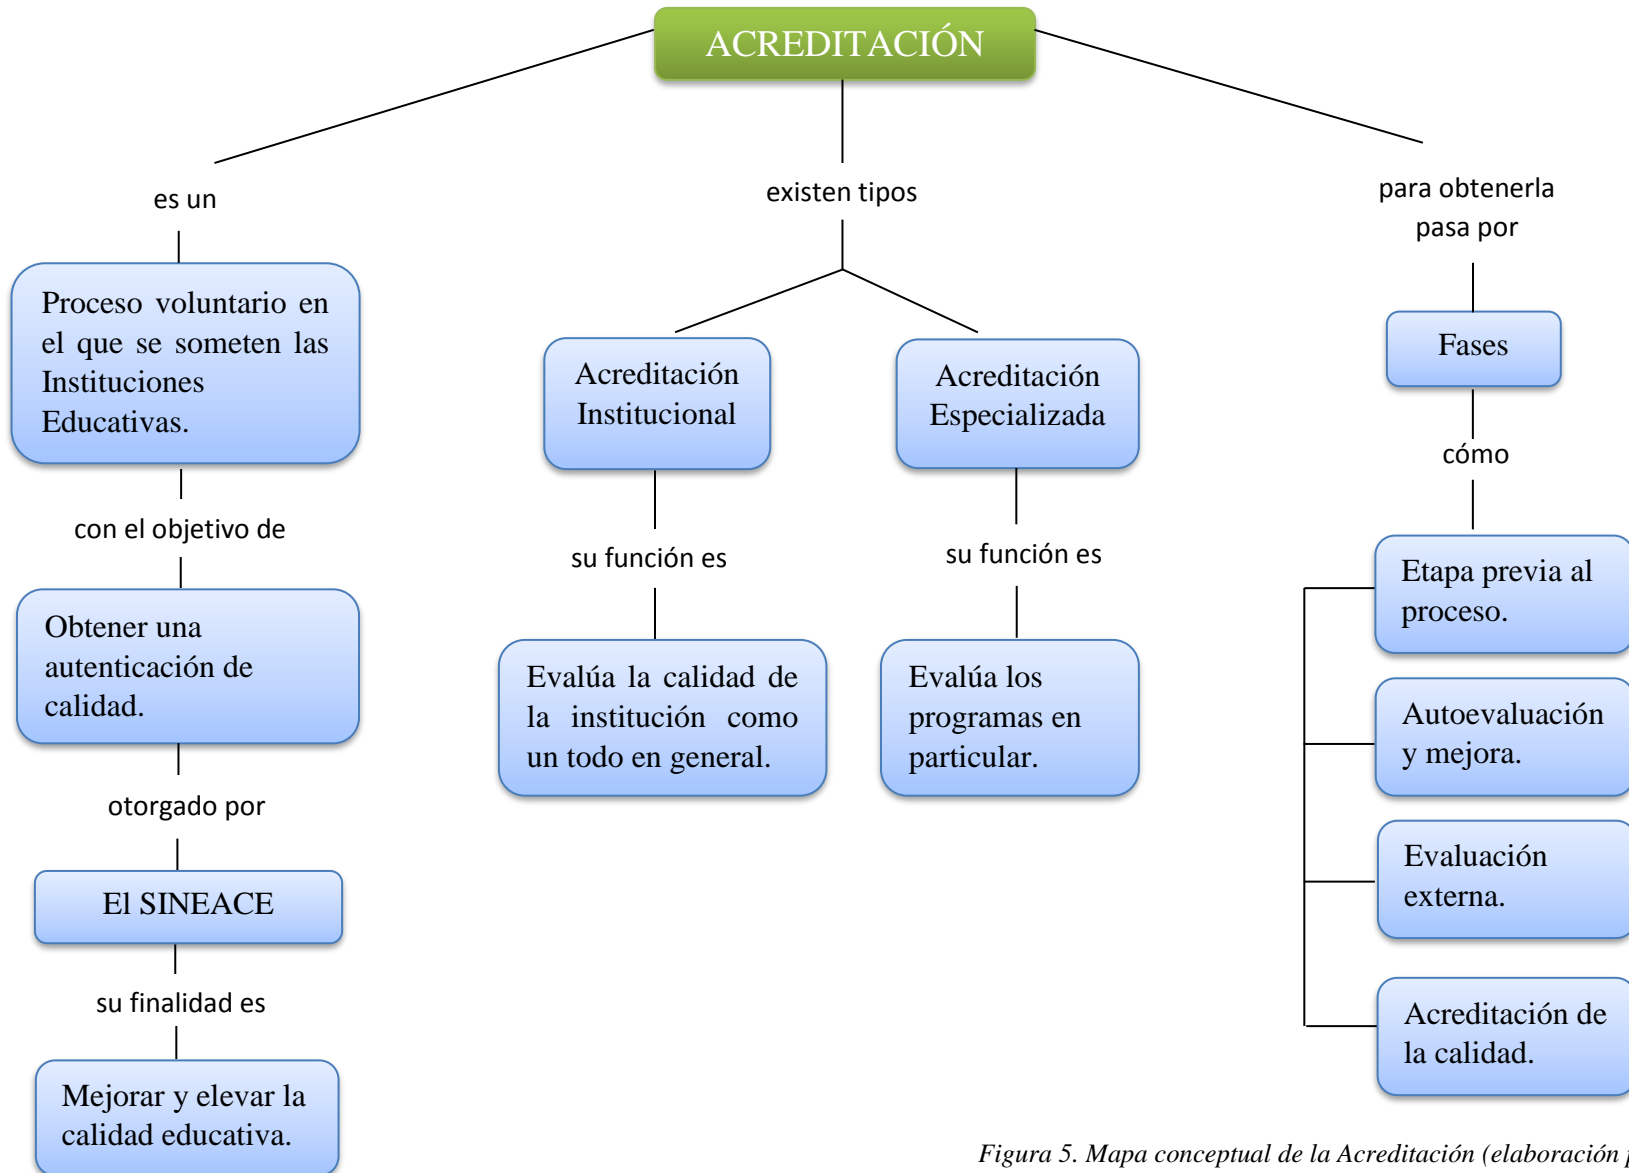 ACREDITACIÓN
es un
Proceso voluntario en
el que se someten las
Instituciones
Educativas.
con el objetivo de
Obtener una
autenticación de
calidad.
otorgado por
El SINEACE
su finalidad es
Mejorar y elevar la
calidad educativa.
existen tipos
Acreditación
Institucional
su función es
Evalúa la calidad de
la institución como
un todo en general.
Acreditación
Especializada
su función es
Evalúa los
programas en
particular.
para obtenerla
pasa por
Fases
cómo
Etapa previa al
proceso.
Autoevaluación
y mejora.
Evaluación
externa.
Acreditación de
la calidad.
Figura 5. Mapa conceptual de la Acreditación (elaboración